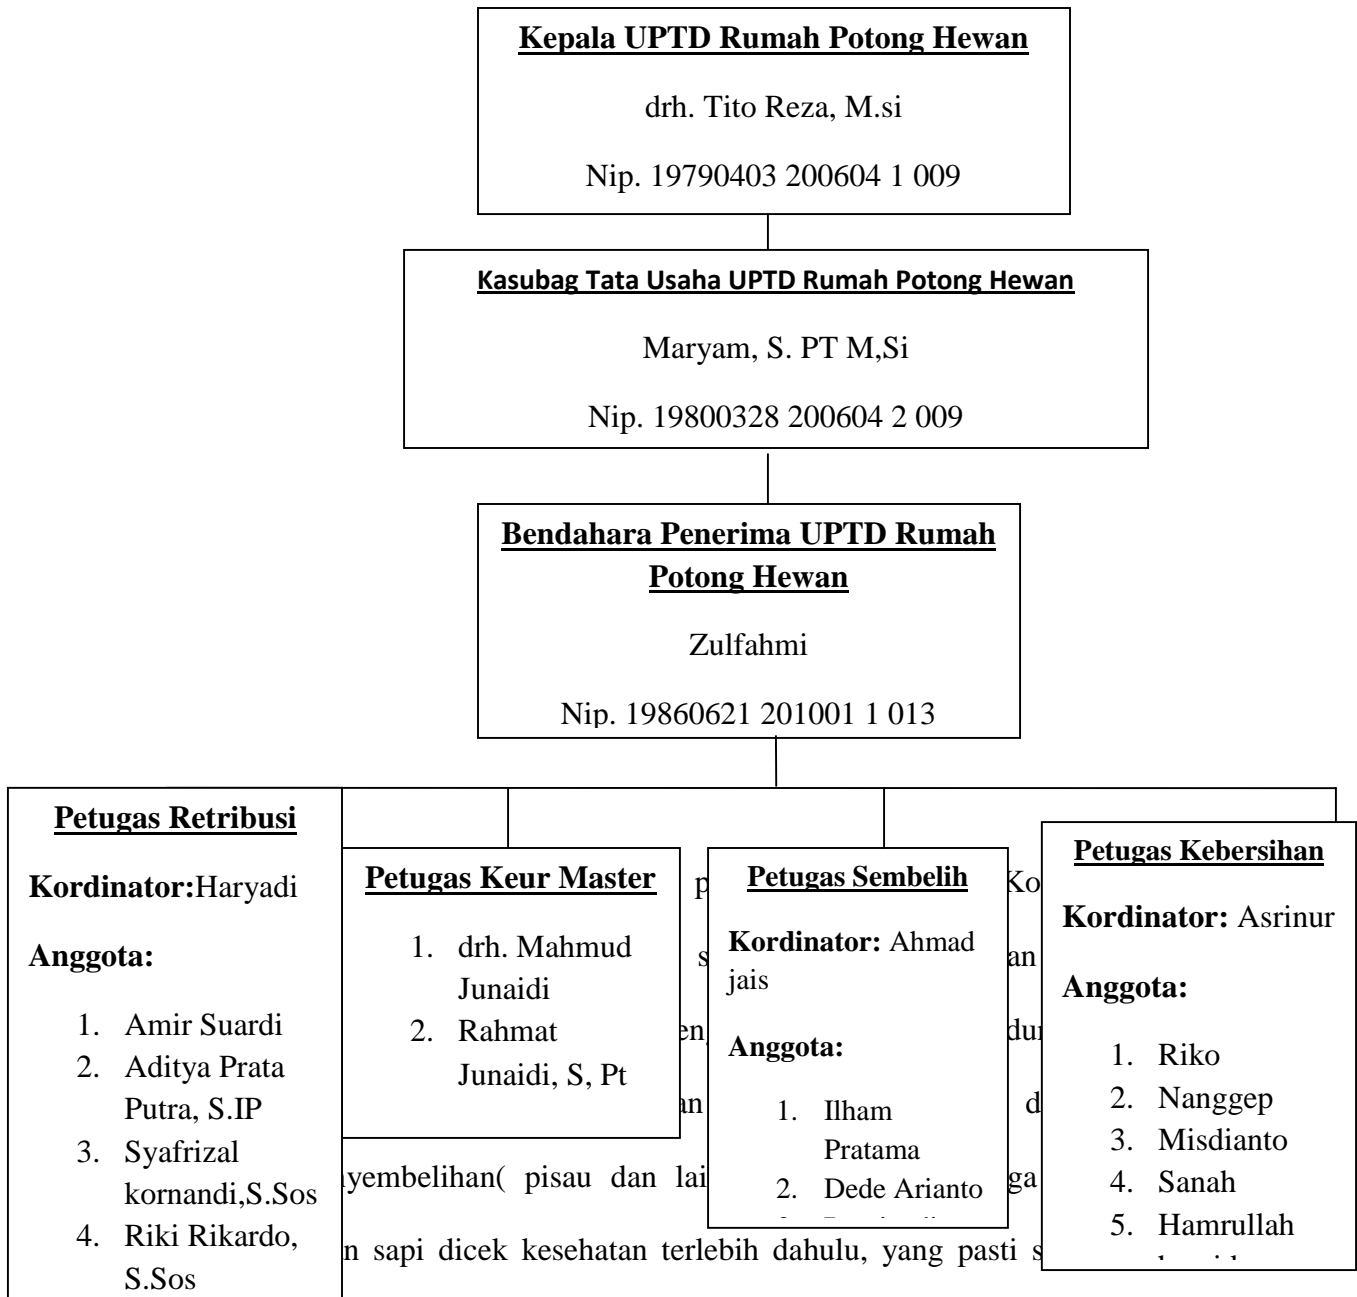 Kepala UPTD Rumah Potong Hewan
drh. Tito Reza, M.si
Nip. 19790403 200604 1 009
Kasubag Tata Usaha UPTD Rumah Potong Hewan
Maryam, S. PT M,Si
Nip. 19800328 200604 2 009
Bendahara Penerima UPTD Rumah
Potong Hewan
Zulfahmi
Nip. 19860621 201001 1 013
Petugas Retribusi
Kordinator:Haryadi
Anggota:
1. Amir Suardi
2. Aditya Prata
Putra, S.IP
3. Syafrizal
kornandi,S.Sos
4. Riki Rikardo,
S.Sos
Petugas Keur Master
1. drh. Mahmud
Junaidi
2. Rahmat
Junaidi, S, Pt
Petugas Sembelih
Kordinator: Ahmad
jais
Anggota:
1. Ilham
Pratama
2. Dede Arianto
Petugas Kebersihan
Kordinator: Asrinur
Anggota:
1. Riko
2. Nanggep
3. Misdianto
4. Sanah
5. Hamrullah
yembelihan( pisau dan lai
n sapi dicek kesehatan terlebih dahulu, yang pasti s